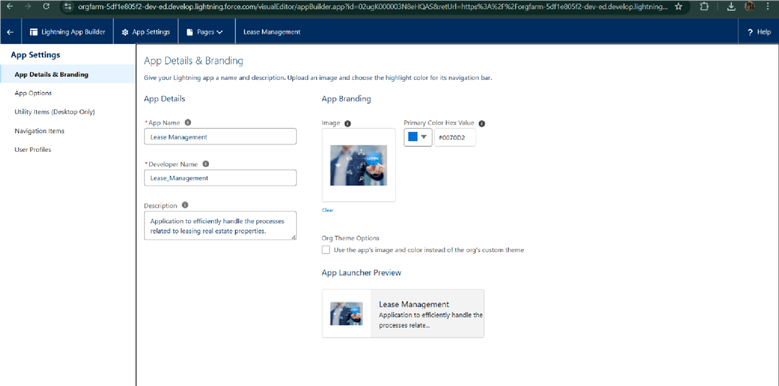 orgfarm-5df1e805f2-dev-ed.develop.lightning.force.com/visualEditor/appBuilder.app?id=02ugK000003N8eHQAS&retUrl=https%3A%2F%2Forgfarm-5df1e805f2-dev-ed.develop.lightning...
Lightning App Builder App Settings Pages Lease Management ? Help
App Settings
App Details & Branding
App Options
Utility Items (Desktop Only)
Navigation Items
User Profiles
App Details & Branding
Give your Lightning app a name and description. Upload an image and choose the highlight color for its navigation bar.
App Details
* App Name
Lease Management
* Developer Name
Lease_Management
Description
Application to efficiently handle the processes
related to leasing real estate properties.
App Branding
Image
Primary Color Hex Value
#0070D2
Clear
Org Theme Options
Use the app's image and color instead of the org's custom theme
App Launcher Preview
Lease Management
Application to efficiently handle the
processes relate...